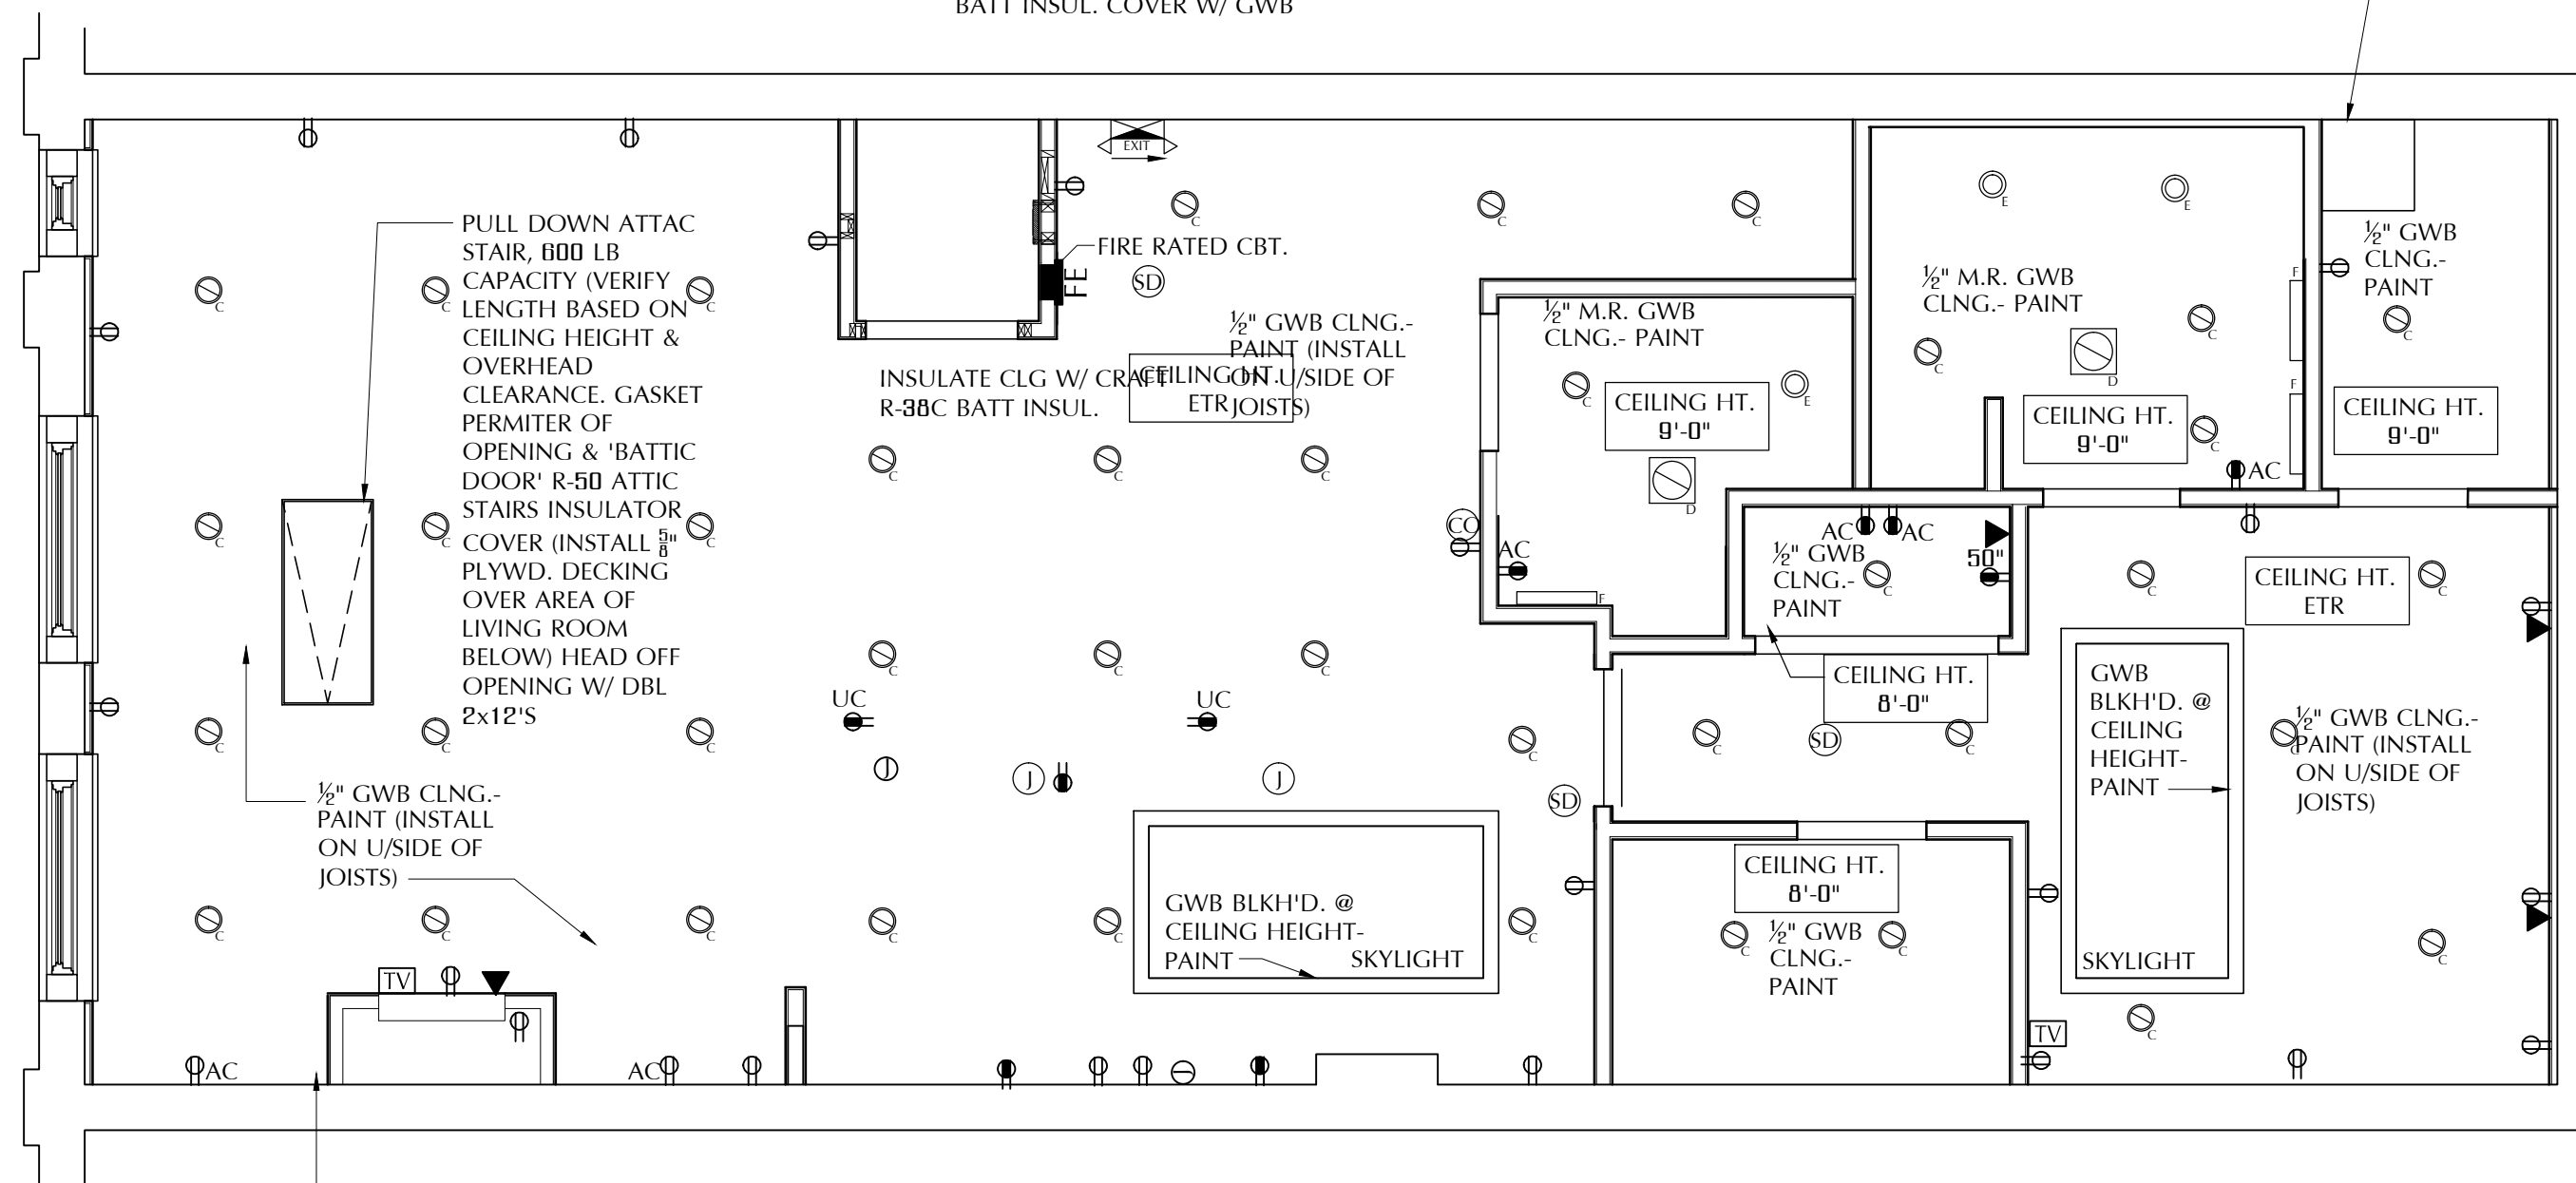 BATT INSUL. COVER W/ GWB
EXIT
PULL DOWN ATTAC
STAIR, 600 LB
CAPACITY (VERIFY
LENGTH BASED ON
CEILING HEIGHT &
OVERHEAD
CLEARANCE. GASKET
PERMITER OF
OPENING & 'BATTIC
DOOR' R-50 ATTIC
STAIRS INSULATOR
COVER (INSTALL 5/8"
PLYWD. DECKING
OVER AREA OF
LIVING ROOM
BELOW) HEAD OFF
OPENING W/ DBL
2x12'S
C
C
C
C
C
C
C
C
C
C
C
C
½" GWB CLNG.-
PAINT (INSTALL
ON U/SIDE OF
JOISTS)
TV
AC
AC
FIRE RATED CBT.
FE
SD
C
C
C
INSULATE CLG W/ CRAFT
R-38C BATT INSUL.
CEILING HT.
ETR
½" GWB CLNG.-
PAINT (INSTALL
ON U/SIDE OF
JOISTS)
C
C
C
C
C
C
UC
UC
J
J
J
C
C
C
C
SD
GWB BLKH'D. @
CEILING HEIGHT-
PAINT
SKYLIGHT
½" M.R. GWB
CLNG.- PAINT
C
E
CEILING HT.
9'-0"
D
CO
AC
F
½" M.R. GWB
CLNG.- PAINT
E
E
C
C
C
D
F
F
CEILING HT.
9'-0"
AC
½" GWB
CLNG.-
PAINT
C
CEILING HT.
9'-0"
AC
AC
½" GWB
CLNG.-
PAINT
C
50"
CEILING HT.
8'-0"
C
SD
C
CEILING HT.
8'-0"
C
C
½" GWB
CLNG.-
PAINT
C
C
CEILING HT.
ETR
GWB
BLKH'D. @
CEILING
HEIGHT-
PAINT
SKYLIGHT
C
½" GWB CLNG.-
PAINT (INSTALL
ON U/SIDE OF
JOISTS)
C
C
TV